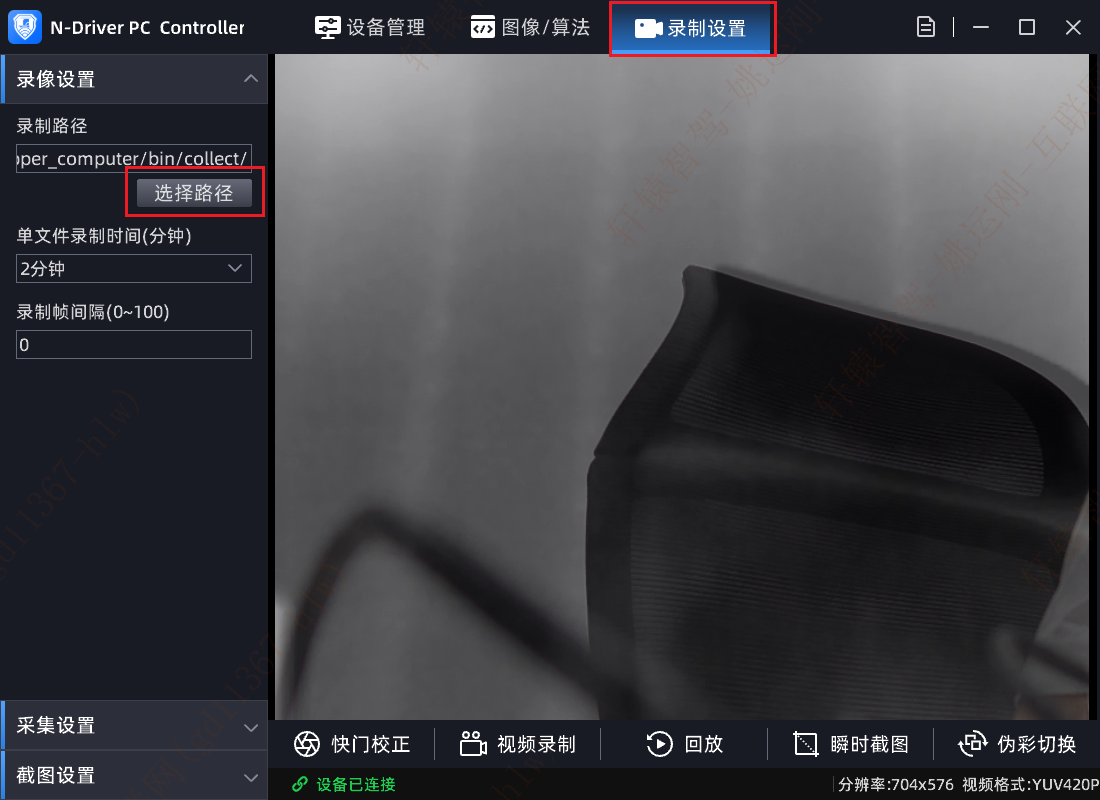 N-Driver PC Controller
设备管理
图像/算法
录制设置
录像设置
录制路径
per_computer/bin/collect/
选择路径
单文件录制时间(分钟)
2分钟
录制帧间隔(0~100)
0
采集设置
截图设置
快门校正
视频录制
回放
瞬时截图
伪彩切换
设备已连接
分辨率:704x576 视频格式:YUV420P